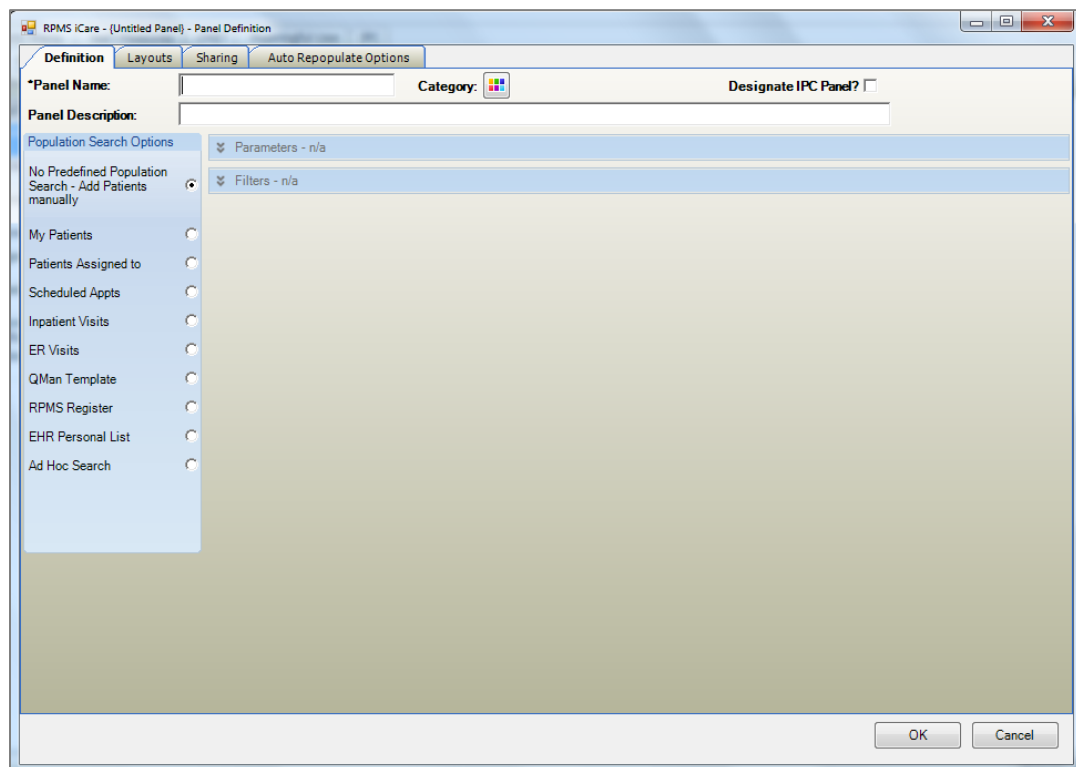 RPMS iCare - {Untitled Panel} - Panel Definition
Definition Layouts Sharing Auto Repopulate Options
*Panel Name: Category: Designate IPC Panel?
Panel Description:
Population Search Options
Parameters - n/a
No Predefined Population
Search - Add Patients
manually
Filters - n/a
My Patients
Patients Assigned to
Scheduled Appts
Inpatient Visits
ER Visits
QMan Template
RPMS Register
EHR Personal List
Ad Hoc Search
OK Cancel